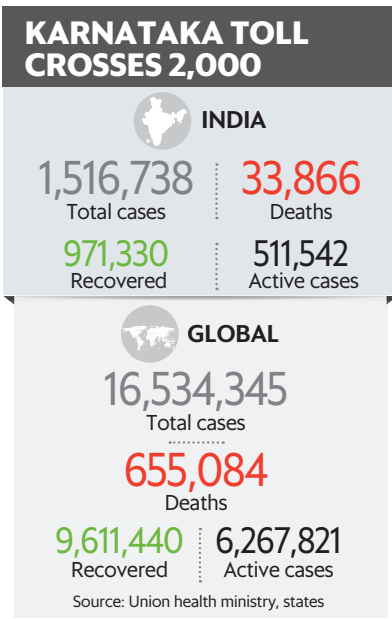 KARNATAKA TOLL
CROSSES 2,000
INDIA
1,516,738
Total cases
33,866
Deaths
971,330
Recovered
511,542
Active cases
GLOBAL
16,534,345
Total cases
655,084
Deaths
9,611,440
Recovered
6,267,821
Active cases
Source: Union health ministry, states